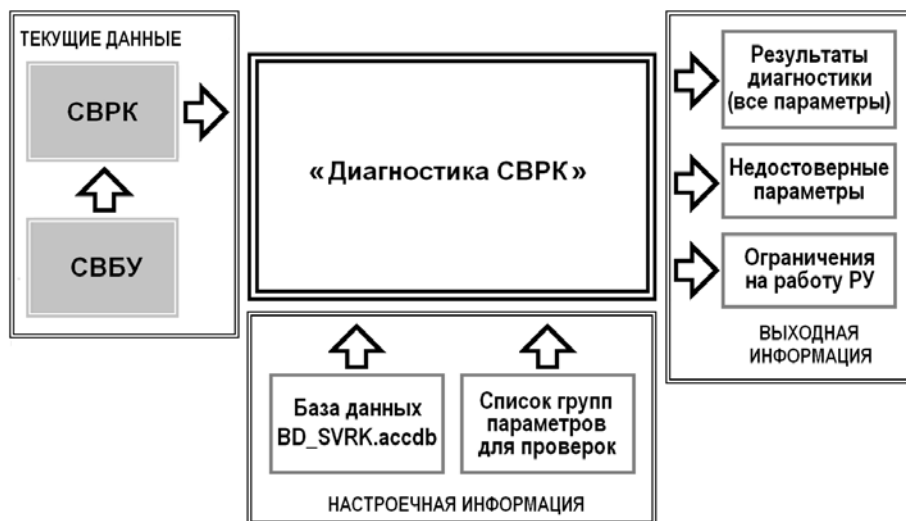 ТЕКУЩИЕ ДАННЫЕ
СВРК
СВБУ
«Диагностика СВРК»
Результаты
диагностики
(все параметры)
Недостоверные
параметры
Ограничения
на работу РУ
ВЫХОДНАЯ
ИНФОРМАЦИЯ
База данных
BD_SVRK.accdb
Список групп
параметров
для проверок
НАСТРОЕЧНАЯ ИНФОРМАЦИЯ